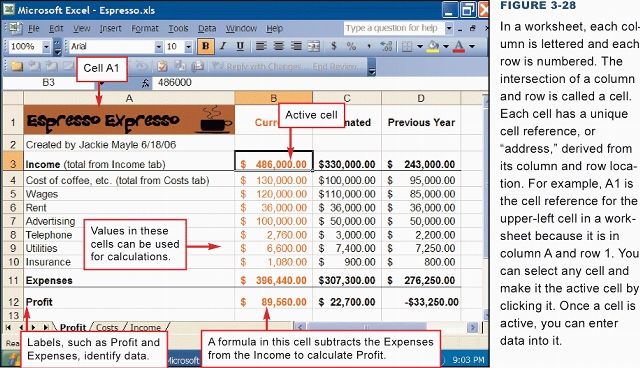 Microsoft Excel - Espresso.xls
File Edit View Insert Format Tools Data Window Help Type a question for help
100% Arial 10 B I U $ % ,
Reply with Changes... End Review...
Cell A1
B3 fx 486000
A B C D
1 Espresso Expresso Curr mated Previous Year
Active cell
2 Created by Jackie Mayle 6/18/06
3 Income (total from Income tab) $ 486,000.00 $330,000.00 $ 243,000.00
4 Cost of coffee, etc. (total from Costs tab) $ 130,000.00 $100,000.00 $ 95,000.00
5 Wages $ 120,000.00 $110,000.00 $ 85,000.00
6 Rent $ 36,000.00 $ 36,000.00 $ 36,000.00
7 Advertising $ 100,000.00 $ 50,000.00 $ 50,000.00
8 Telephone $ 2,760.00 $ 3,000.00 $ 2,200.00
9 Utilities $ 6,600.00 $ 7,400.00 $ 7,250.00
10 Insurance $ 1,080.00 $ 900.00 $ 800.00
Values in these
cells can be used
for calculations.
11 Expenses $ 396,440.00 $307,300.00 $ 276,250.00
12 Profit $ 89,560.00 $ 22,700.00 -$33,250.00
Profit Costs Income
Rea
Labels, such as Profit and
Expenses, identify data.
Microsoft
A formula in this cell subtracts the Expenses
from the Income to calculate Profit.
9:03 PM
FIGURE 3-28
In a worksheet, each col-
umn is lettered and each
row is numbered. The
intersection of a column
and row is called a cell.
Each cell has a unique
cell reference, or
“address,” derived from
its column and row loca-
tion. For example, A1 is
the cell reference for the
upper-left cell in a work-
sheet because it is in
column A and row 1. You
can select any cell and
make it the active cell by
clicking it. Once a cell is
active, you can enter
data into it.